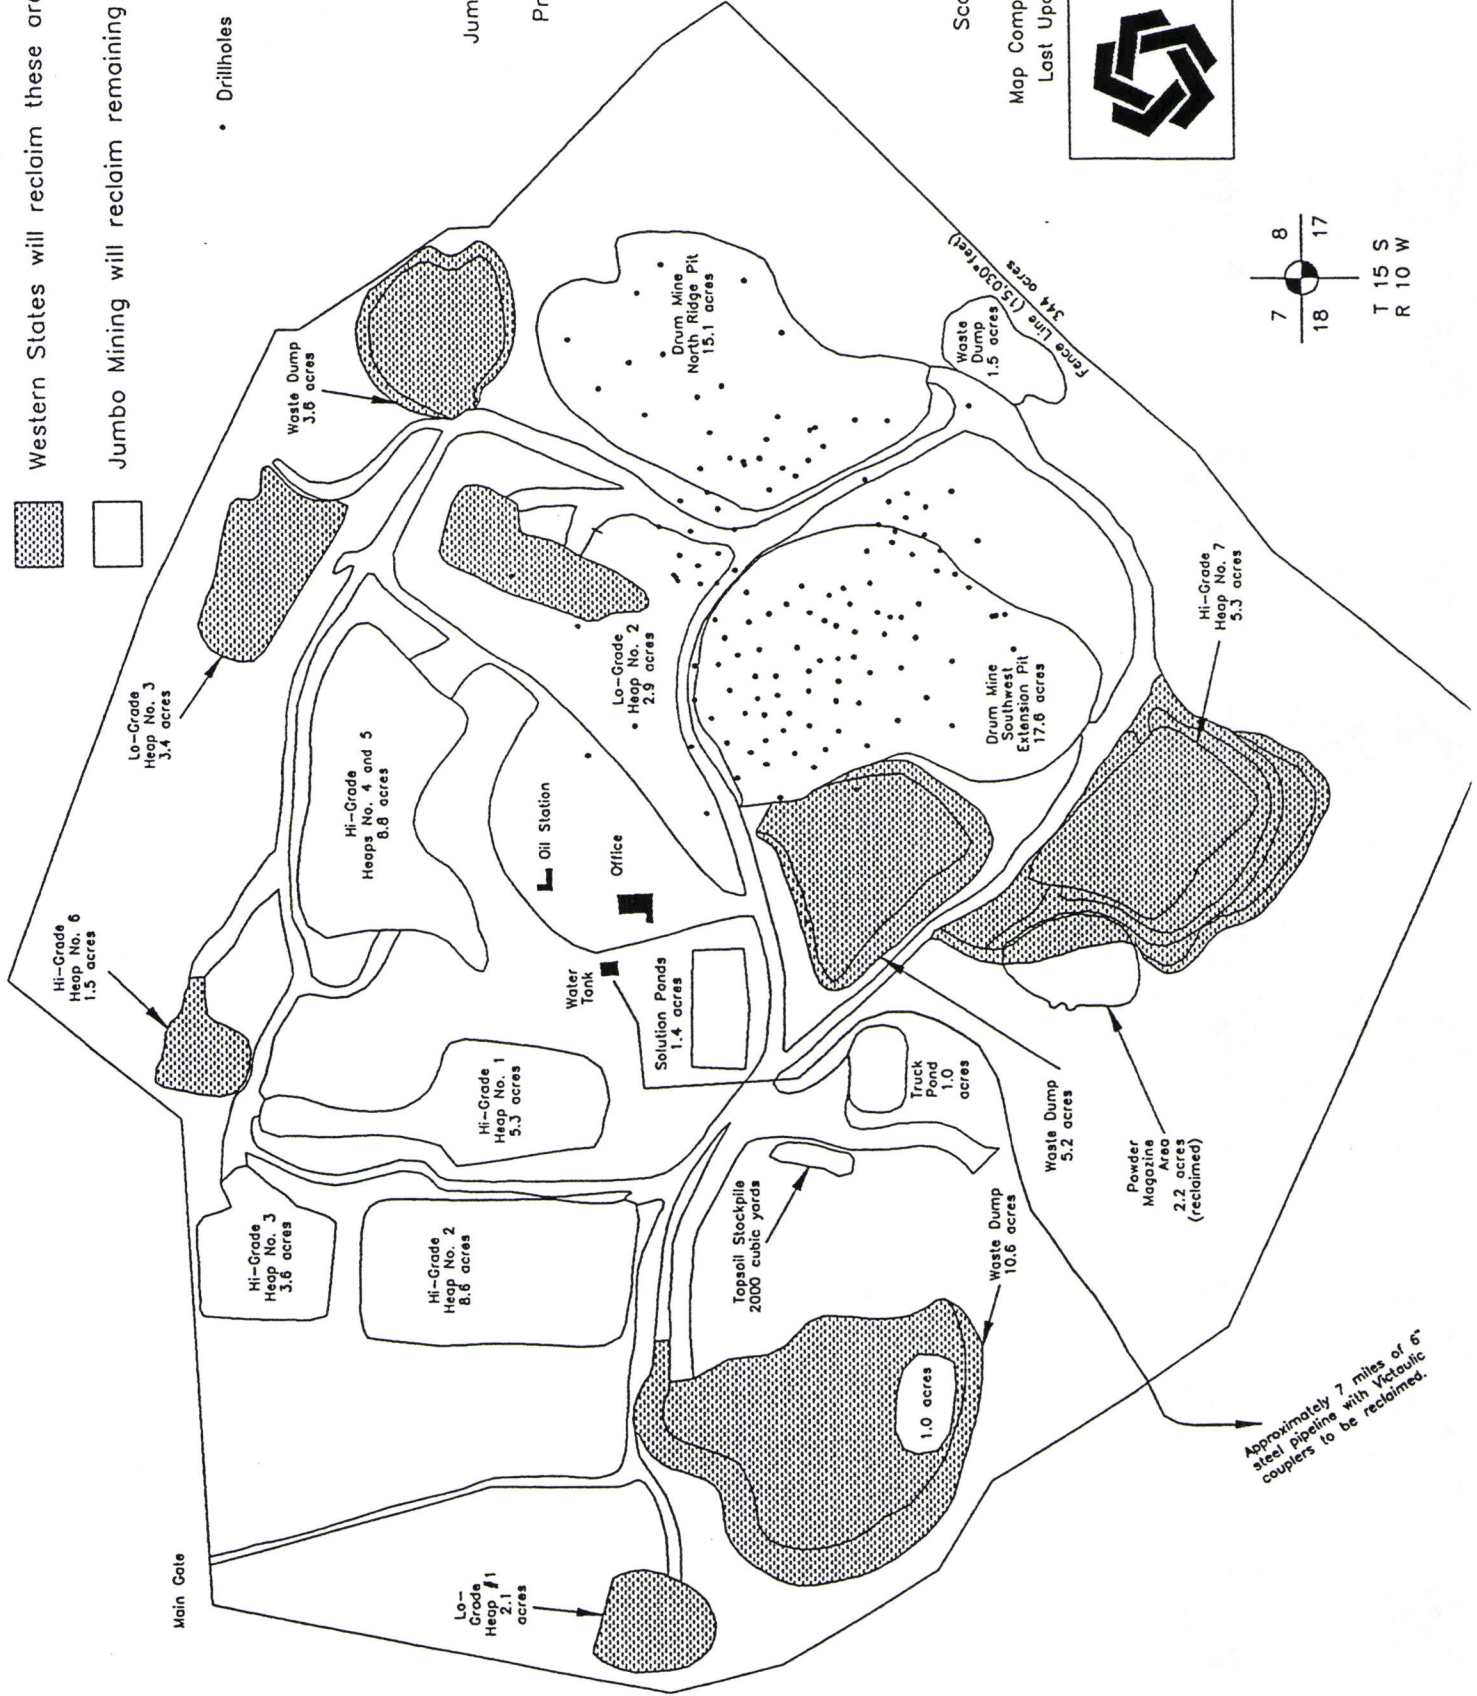 Western States will reclaim these
Jumbo Mining will reclaim remaining
• Drillholes
Waste Dump
3.6 acres
Lo-Grade
Heap No. 3
3.4 acres
Hi-Grade
Heap No. 6
1.5 acres
Main Gate
Hi-Grade
Heaps No. 4 and 5
8.8 acres
Drum Mine
North Ridge Pit
15.1 acres
Waste
Dump
1.5 acres
Fence Line (15,030' feet)
344 acres
Lo-Grade
Heap No. 2
2.9 acres
Oil Station
Office
Water
Tank
Solution Ponds
1.4 acres
Hi-Grade
Heap No. 1
5.3 acres
Hi-Grade
Heap No. 3
3.6 acres
Hi-Grade
Heap No. 2
8.6 acres
Lo-
Grade
Heap #1
2.1
acres
Drum Mine
Southwest
Extension Pit
17.6 acres
Hi-Grade
Heap No. 7
5.3 acres
Truck
Pond
1.0
acres
Topsoil Stockpile
2000 cubic yards
Waste Dump
5.2 acres
Powder
Magazine
Area
2.2 acres
(reclaimed)
Waste Dump
10.6 acres
1.0 acres
Approximately 7 miles of 6"
steel pipeline with Victaulic
couplers to be reclaimed.
Map
Last
7 8
18 17
T 15 S
R 10 W